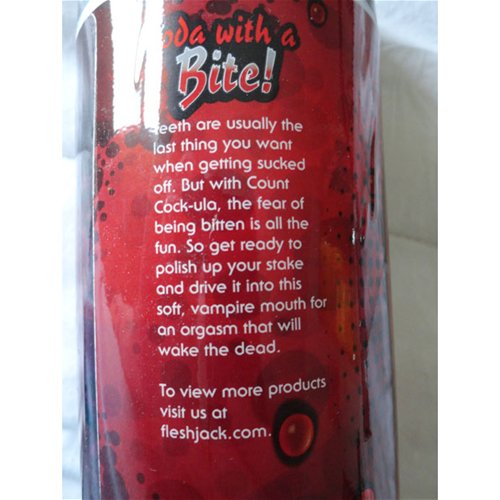 oda with a
Bite!
eeth are usually the
last thing you want
when getting sucked
off. But with Count
Cock-ula, the fear of
being bitten is all the
fun. So get ready to
polish up your stake
and drive it into this
soft, vampire mouth for
an orgasm that will
wake the dead.
To view more products
visit us at
fleshjack.com.